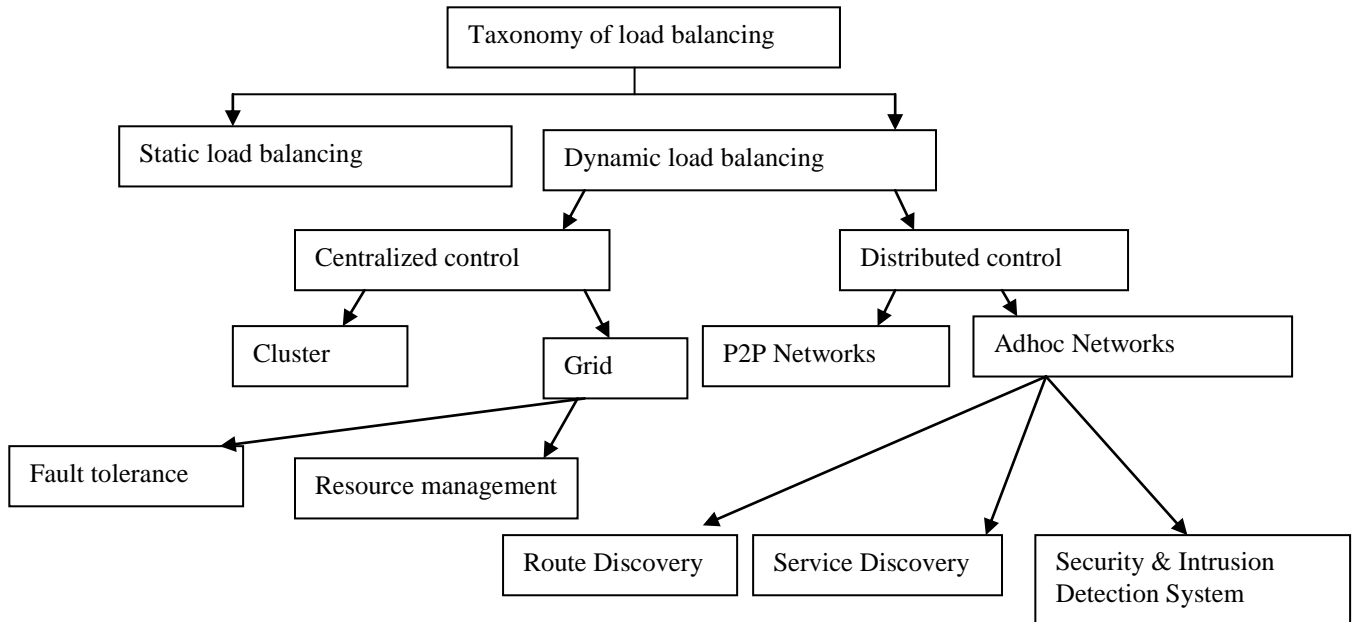 Taxonomy of load balancing
Static load balancing
Dynamic load balancing
Centralized control
Distributed control
Cluster
Grid
P2P Networks
Adhoc Networks
Fault tolerance
Resource management
Route Discovery
Service Discovery
Security & Intrusion
Detection System